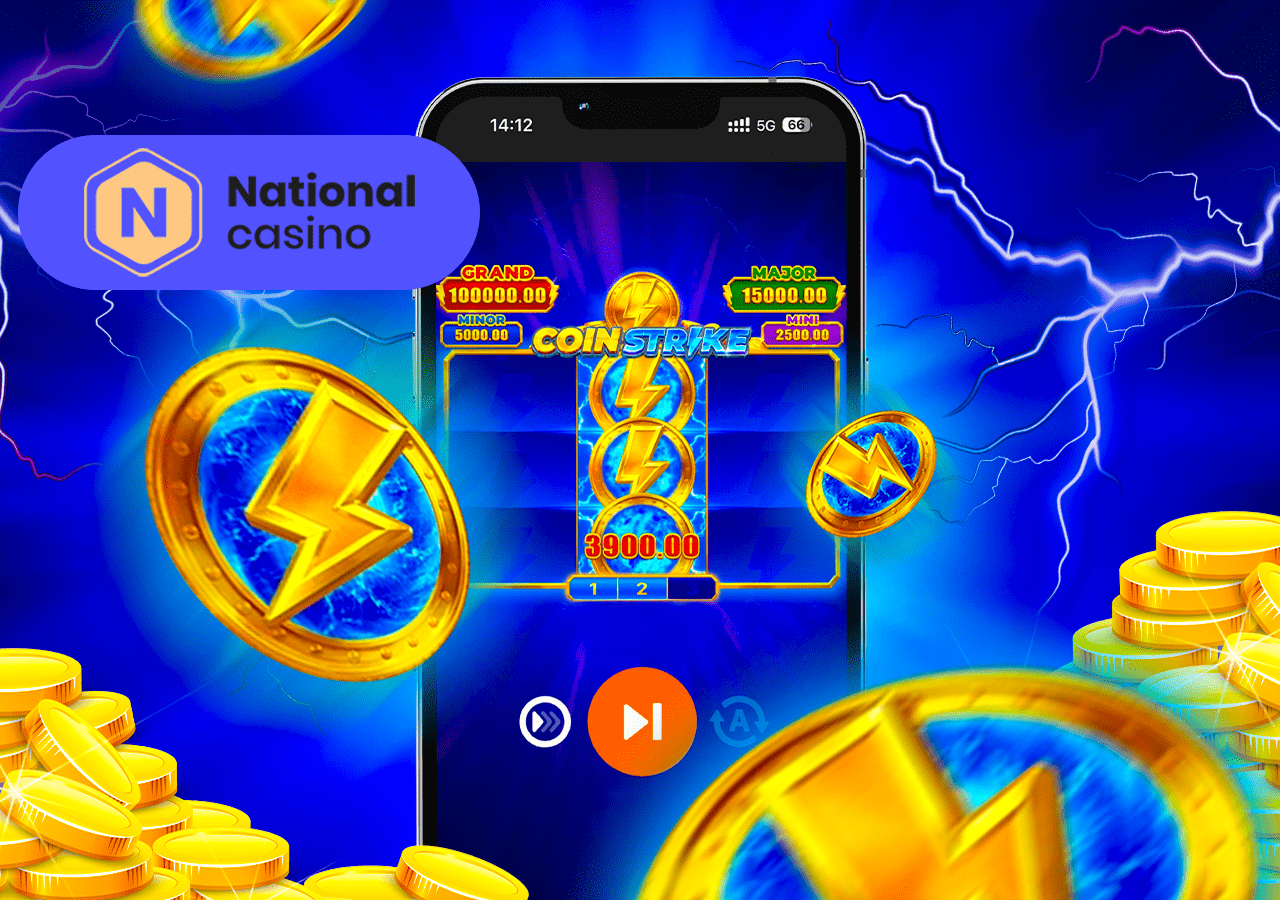 14:12
5G 66
N
National
casino
GRAND
100000.00
MAJOR
15000.00
MINOR
5000.00
MINI
2500.00
COIN STRIKE
3900.00
1 2
A